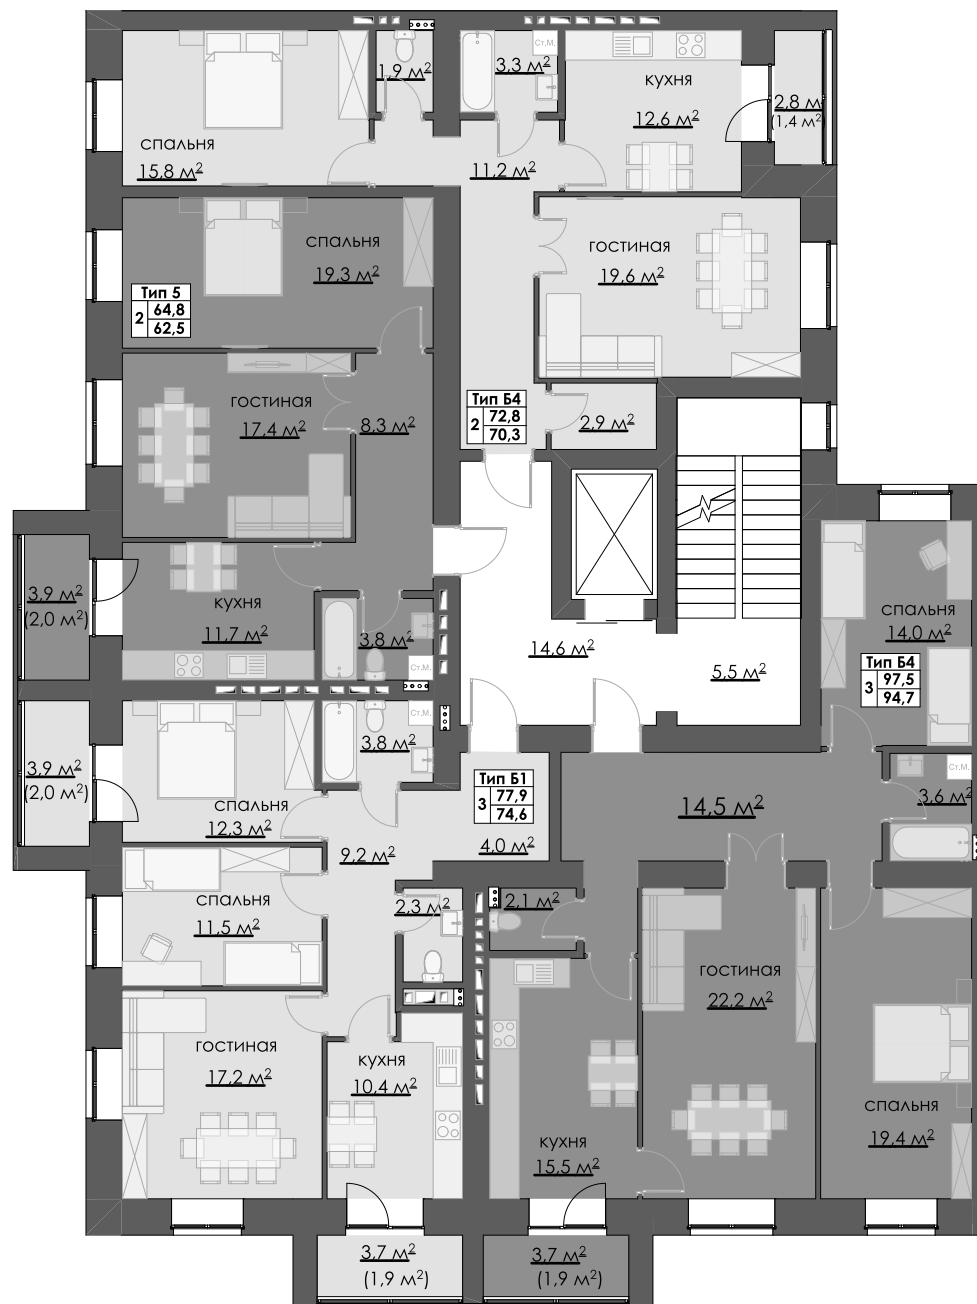 Ст.М.
1,9 м²
3,3 м²
кухня
12,6 м²
2,8 м
(1,4 м²
спальня
15,8 м²
11,2 м²
спальня
19,3 м²
гостиная
19,6 м²
Тип 5
2
64,8
62,5
гостиная
17,4 м²
8,3 м²
Тип Б4
2
72,8
70,3
2,9 м²
3,9 м²
(2,0 м²)
кухня
11,7 м²
3,8 м²
Ст.М.
14,6 м²
5,5 м²
спальня
14,0 м²
Тип Б4
3
97,5
94,7
3,9 м²
(2,0 м²)
спальня
12,3 м²
Ст.М.
3,8 м²
Тип Б1
3
77,9
74,6
4,0 м²
9,2 м²
14,5 м²
Ст.М.
3,6 м²
спальня
11,5 м²
2,3 м²
2,1 м²
гостиная
22,2 м²
гостиная
17,2 м²
кухня
10,4 м²
кухня
15,5 м²
спальня
19,4 м²
3,7 м²
(1,9 м²)
3,7 м²
(1,9 м²)